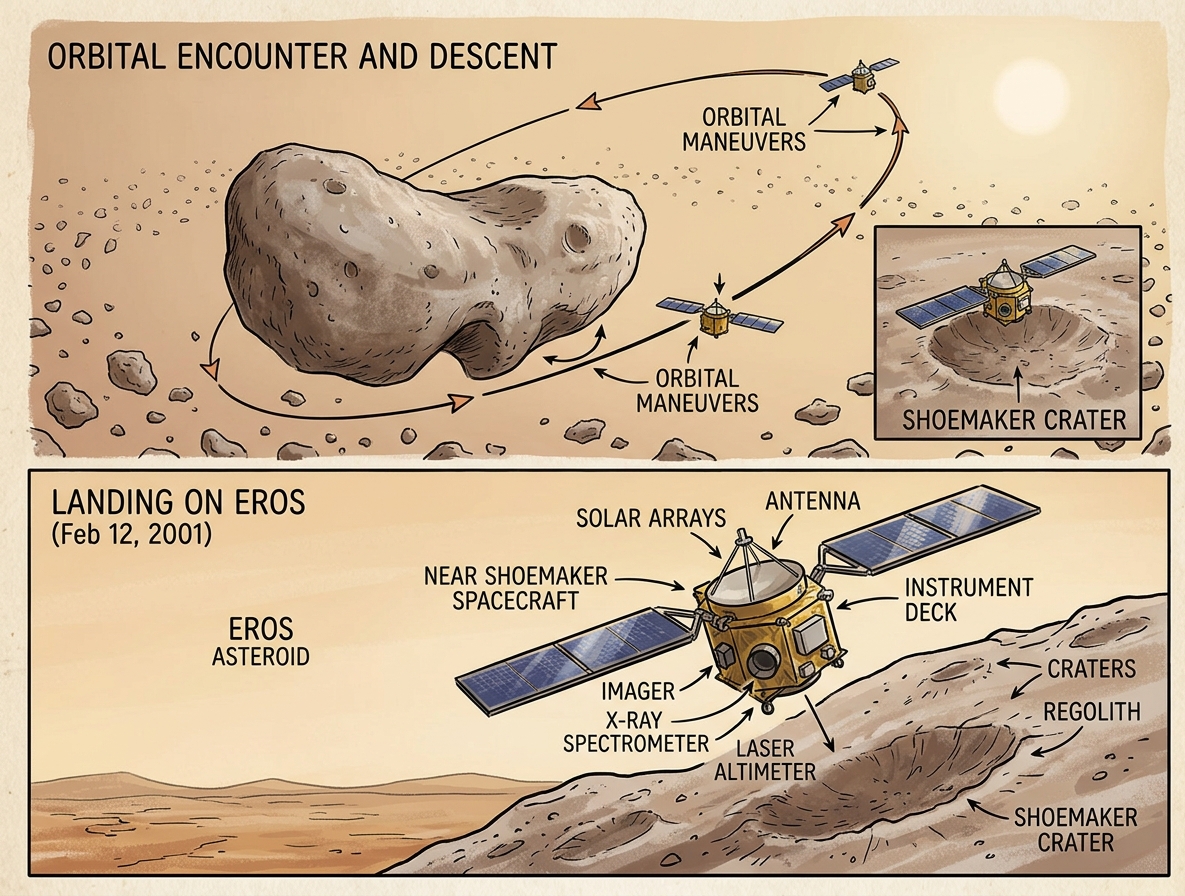 ORBITAL ENCOUNTER AND DESCENT
ORBITAL
MANEUVERS
ORBITAL
MANEUVERS
SHOEMAKER CRATER
LANDING ON EROS
(Feb 12, 2001)
EROS
ASTEROID
SOLAR ARRAYS
ANTENNA
NEAR SHOEMAKER
SPACECRAFT
INSTRUMENT
DECK
IMAGER
X-RAY
SPECTROMETER
LASER
ALTIMETER
CRATERS
REGOLITH
SHOEMAKER
CRATER